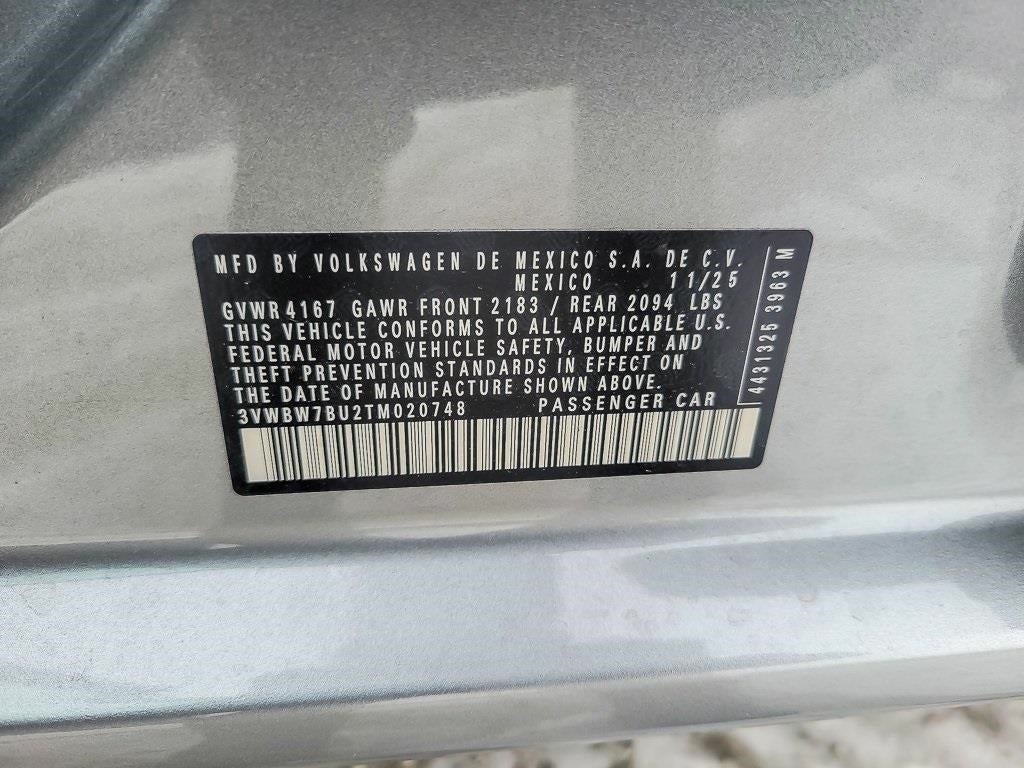 MFD BY VOLKSWAGEN DE MEXICO S.A. DE C.V.
MEXICO 11/25
GVWR 4167 GAWR FRONT 2183 / REAR 2094 LBS
THIS VEHICLE CONFORMS TO ALL APPLICABLE U.S.
FEDERAL MOTOR VEHICLE SAFETY, BUMPER AND
THEFT PREVENTION STANDARDS IN EFFECT ON
THE DATE OF MANUFACTURE SHOWN ABOVE.
3VWBW7BU2TM020748 PASSENGER CAR
4431325 3963 M